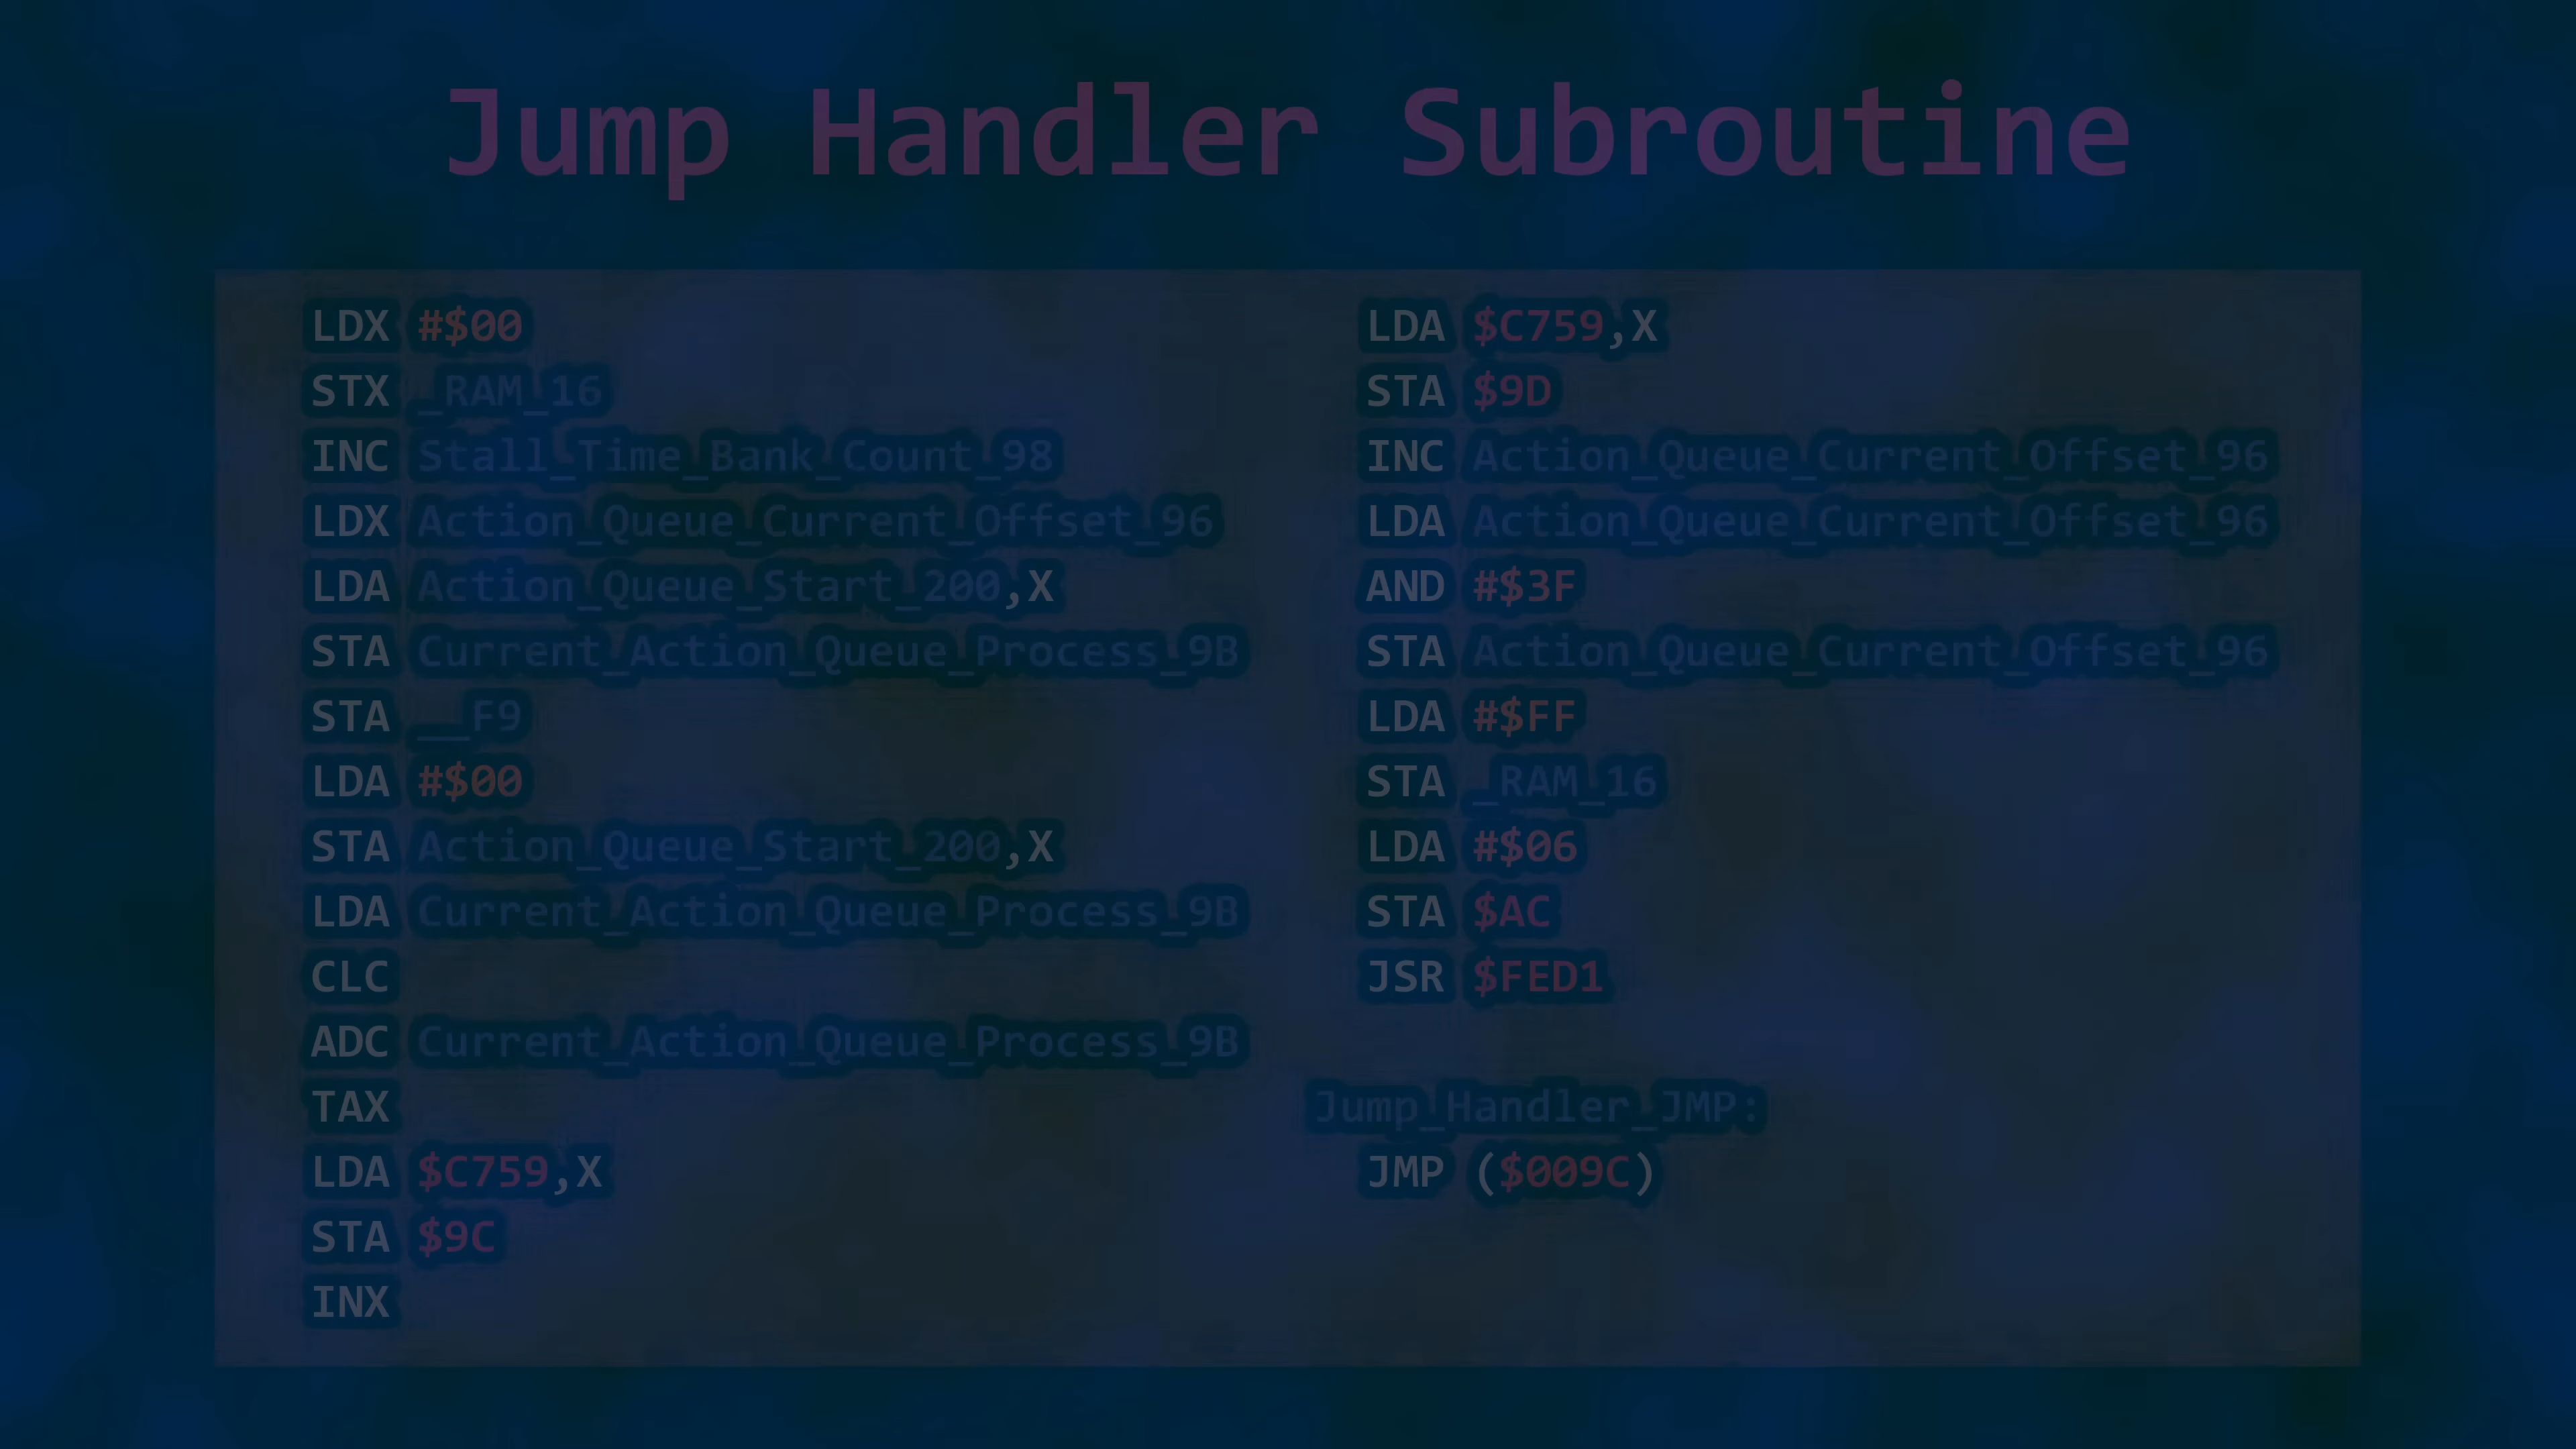 Jump Handler Subroutine
LDX #$00
STX _RAM_16
INC Stall_Time_Bank_Count_98
LDX Action_Queue_Current_Offset_96
LDA Action_Queue_Start_200,X
STA Current_Action_Queue_Process_9B
STA __F9
LDA #$00
STA Action_Queue_Start_200,X
LDA Current_Action_Queue_Process_9B
CLC
ADC Current_Action_Queue_Process_9B
TAX
LDA $C759,X
STA $9C
INX
LDA $C759,X
STA $9D
INC Action_Queue_Current_Offset_96
LDA Action_Queue_Current_Offset_96
AND #$3F
STA Action_Queue_Current_Offset_96
LDA #$FF
STA _RAM_16
LDA #$06
STA $AC
JSR $FED1
Jump_Handler_JMP:
JMP ($009C)